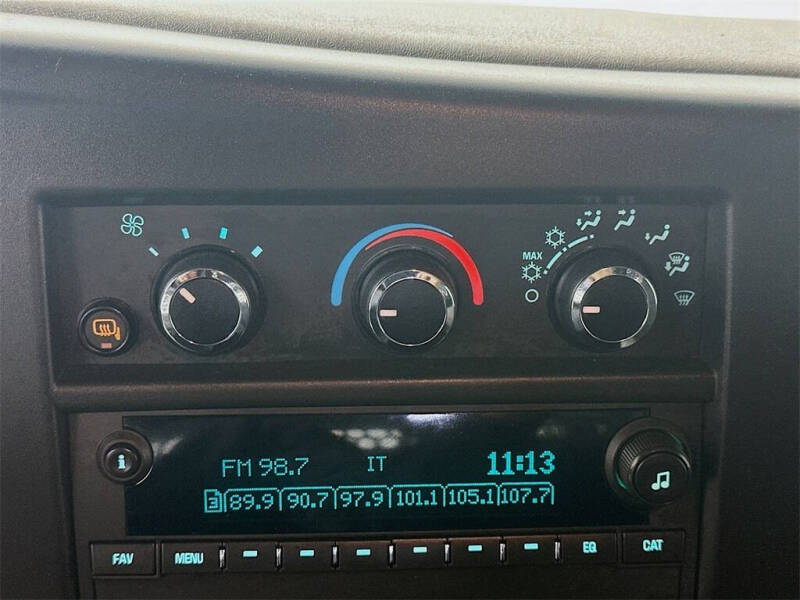 MAX
FM 98.7 IT 11:13
3 89.9 90.7 97.9 101.1 105.1 107.7
i
FAV MENU EQ CAT